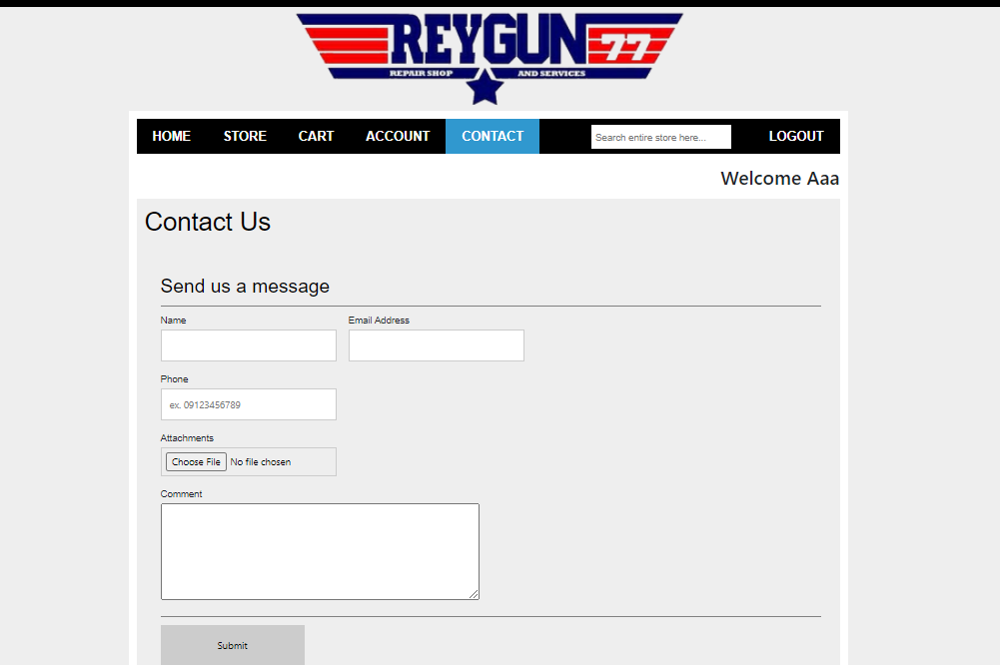 REYGUN 77
REPAIR SHOP AND SERVICES
HOME STORE CART ACCOUNT CONTACT Search entire store here... LOGOUT
Welcome Aaa
Contact Us
Send us a message
Name Email Address
Phone
ex. 09123456789
Attachments
Choose File No file chosen
Comment
Submit